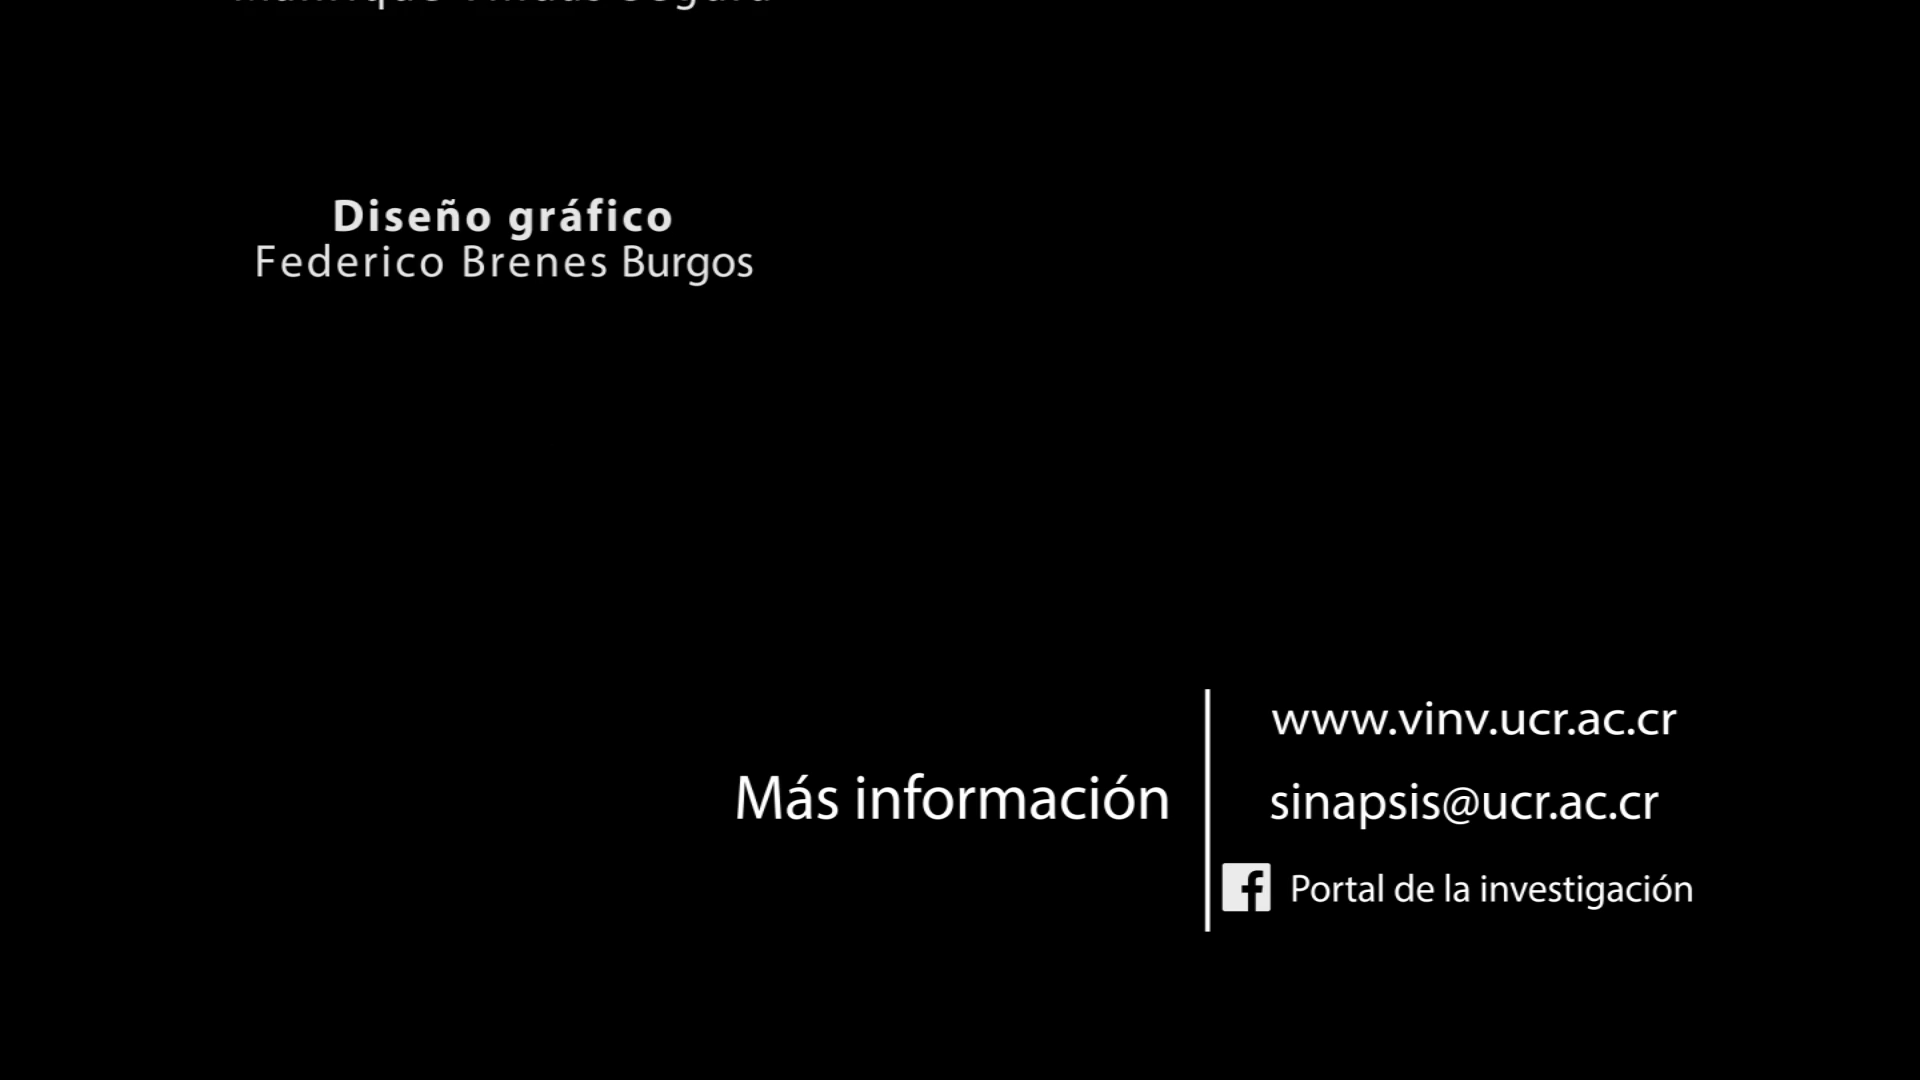 Diseño gráfico
Federico Brenes Burgos
Más información
www.vinv.ucr.ac.cr
sinapsis@ucr.ac.cr
Portal de la investigación